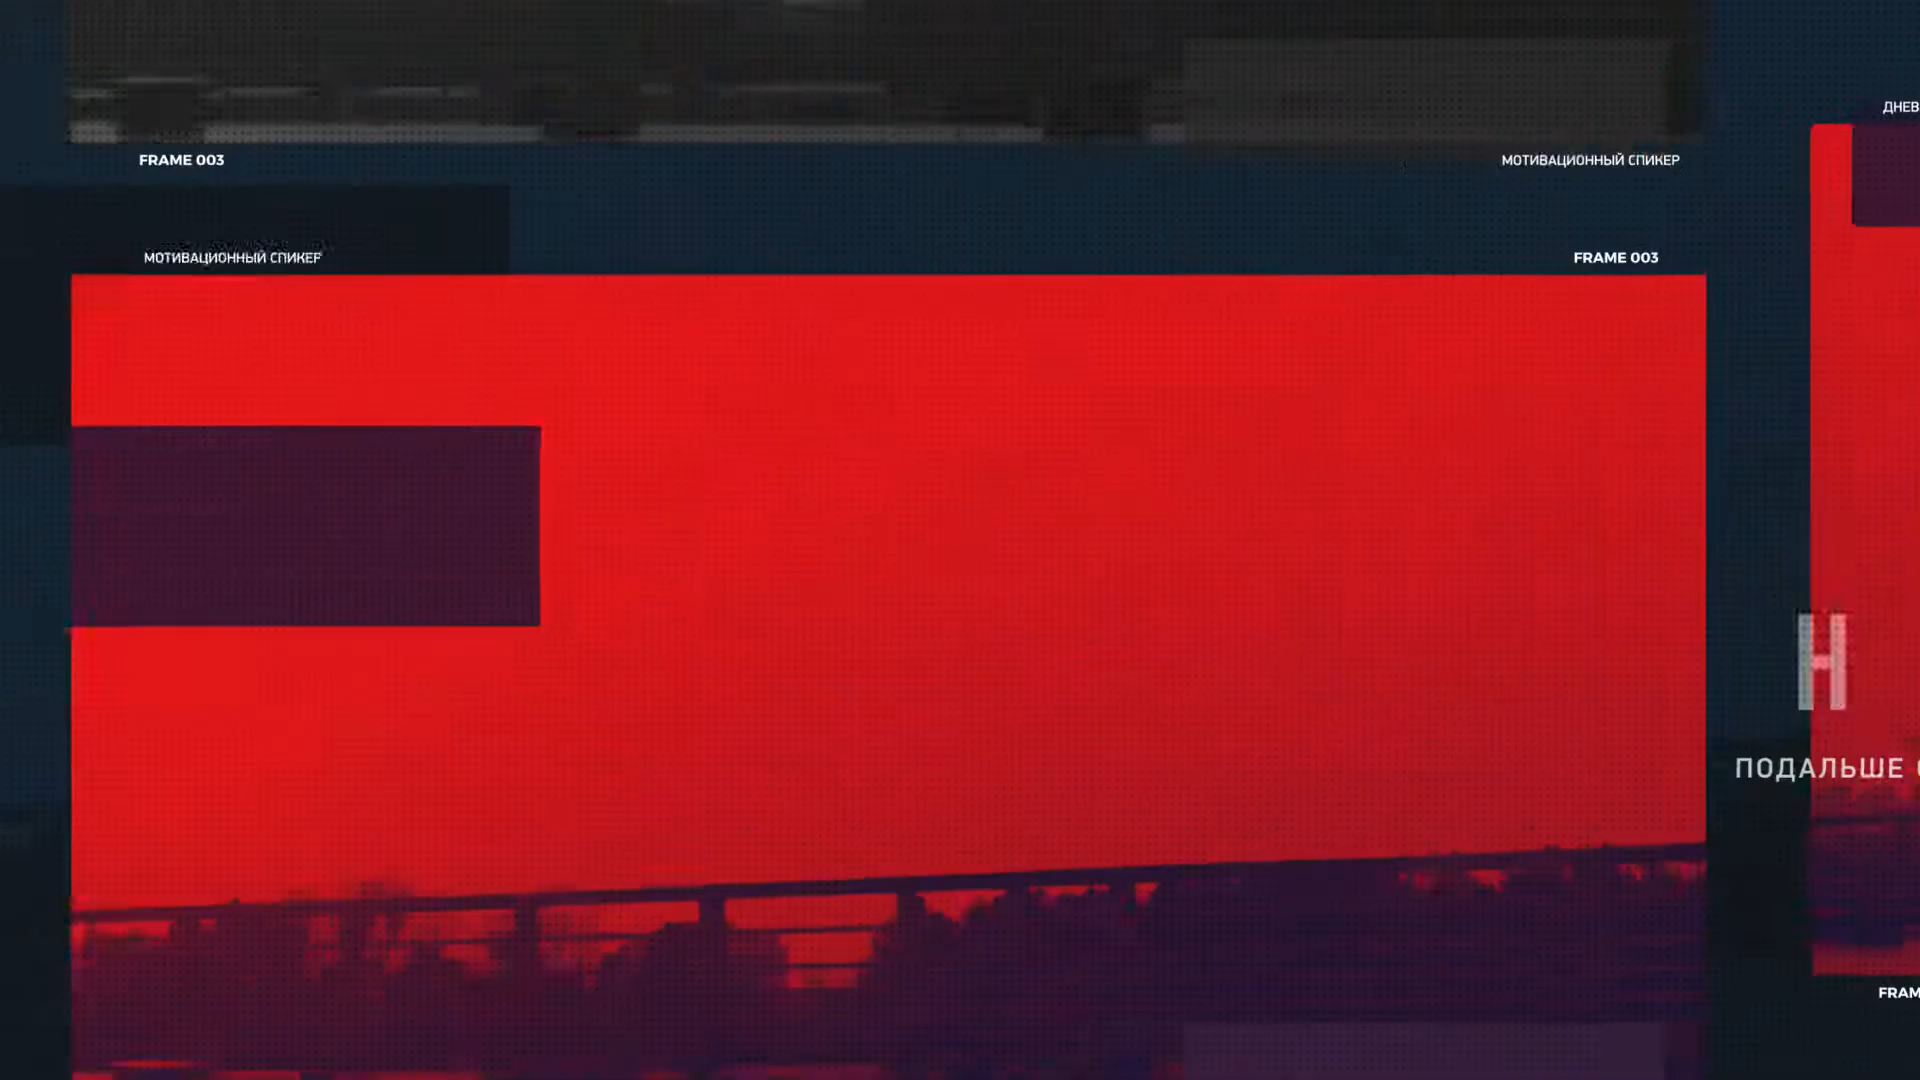 ДНЕВ
FRAME 003
МОТИВАЦИОННЫЙ СПИКЕР
МОТИВАЦИОННЫЙ СПИКЕР
FRAME 003
Н
ПОДАЛЬШЕ
FRAM